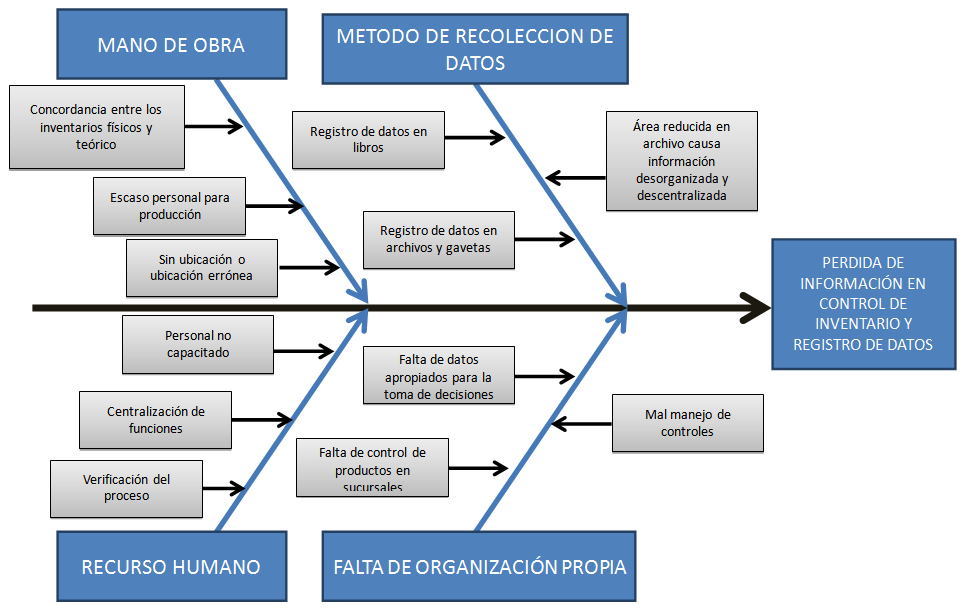 MANO DE OBRA
METODO DE RECOLECCION DE
DATOS
Concordancia entre los
inventarios físicos y
teórico
Escaso personal para
producción
Sin ubicación o
ubicación errónea
Registro de datos en
libros
Registro de datos en
archivos y gavetas
Área reducida en
archivo causa
información
desorganizada y
descentralizada
PERDIDA DE
INFORMACIÓN EN
CONTROL DE
INVENTARIO Y
REGISTRO DE DATOS
Personal no
capacitado
Centralización de
funciones
Verificación del
proceso
Falta de datos
apropiados para la
toma de decisiones
Falta de control de
productos en
sucursales
Mal manejo de
controles
RECURSO HUMANO
FALTA DE ORGANIZACIÓN PROPIA